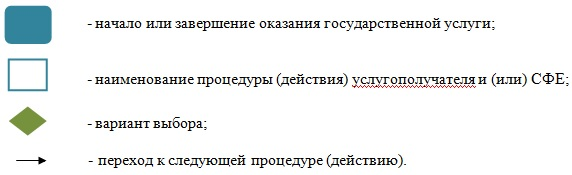 - начало или завершение оказания государственной услуги;
- наименование процедуры (действия) услугополучателя и (или) СФЕ;
- вариант выбора;
- переход к следующей процедуре (действию).